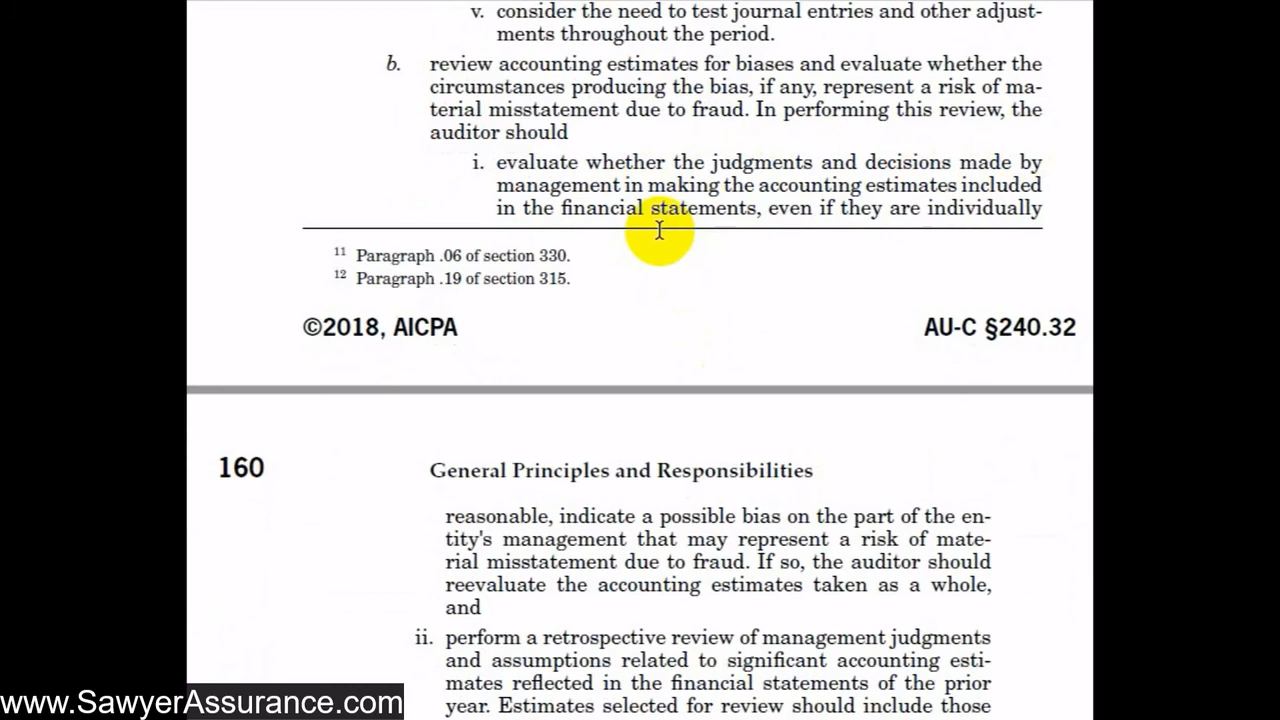 v. consider the need to test journal entries and other adjust-
ments throughout the period.
b. review accounting estimates for biases and evaluate whether the
circumstances producing the bias, if any, represent a risk of ma-
terial misstatement due to fraud. In performing this review, the
auditor should
i. evaluate whether the judgments and decisions made by
management in making the accounting estimates included
in the financial statements, even if they are individually
11 Paragraph .06 of section 330.
12 Paragraph .19 of section 315.
©2018, AICPA
AU-C §240.32
160
General Principles and Responsibilities
reasonable, indicate a possible bias on the part of the en-
tity's management that may represent a risk of mate-
rial misstatement due to fraud. If so, the auditor should
reevaluate the accounting estimates taken as a whole,
and
ii. perform a retrospective review of management judgments
and assumptions related to significant accounting esti-
mates reflected in the financial statements of the prior
year. Estimates selected for review should include those
www.SawyerAssurance.com